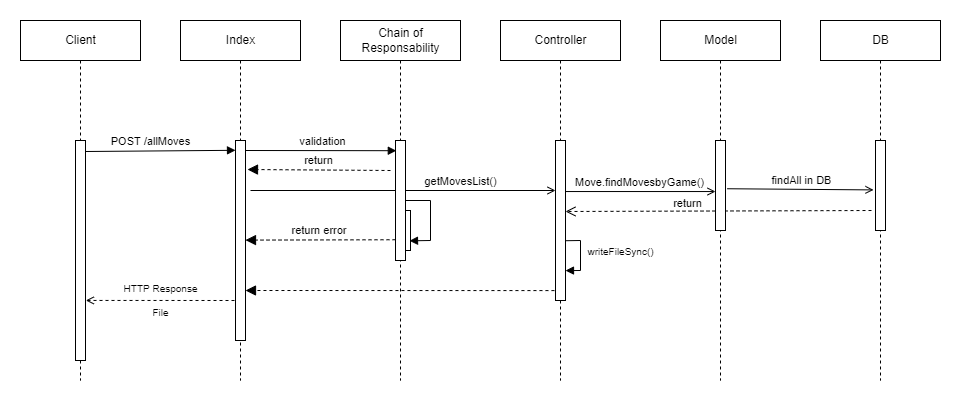 Client
Index
Chain of
Responsability
Controller
Model
DB
POST /allMoves
validation
return
getMovesList()
Move.findMovesbyGame()
findAll in DB
return
return error
writeFileSync()
HTTP Response
File